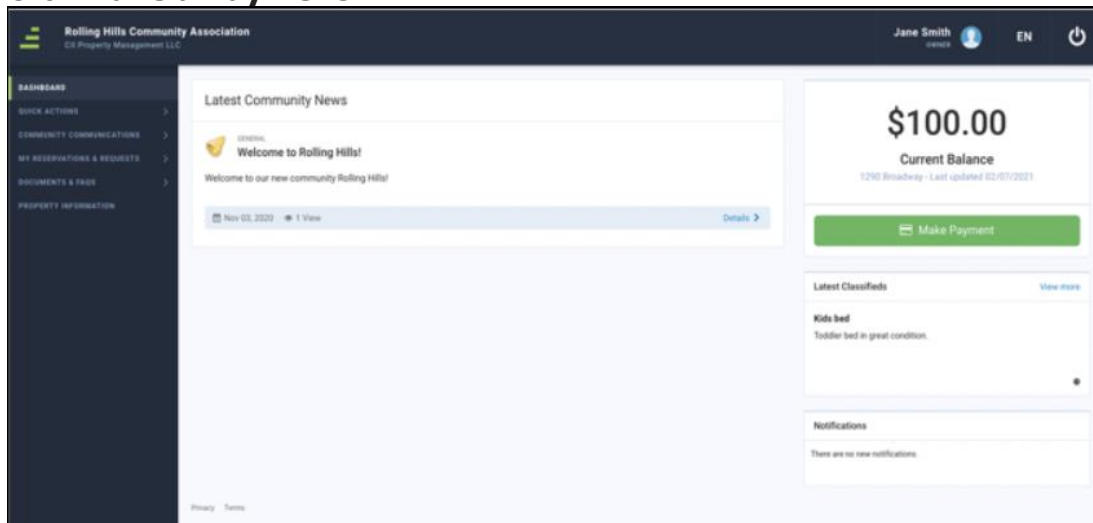 Rolling Hills Community Association
CS Property Management LLC
Jane Smith
OWNER
EN
DASHBOARD
QUICK ACTIONS
COMMUNITY COMMUNICATIONS
MY RESERVATIONS & REQUESTS
DOCUMENTS & FAQS
PROPERTY INFORMATION
Latest Community News
GENERAL
Welcome to Rolling Hills!
Welcome to our new community Rolling Hills!
Nov 03, 2020 1 View
Details
$100.00
Current Balance
1290 Broadway - Last updated 02/07/2021
Make Payment
Latest Classifieds View more
Kids bed
Toddler bed in great condition.
Notifications
There are no new notifications.
Privacy Terms